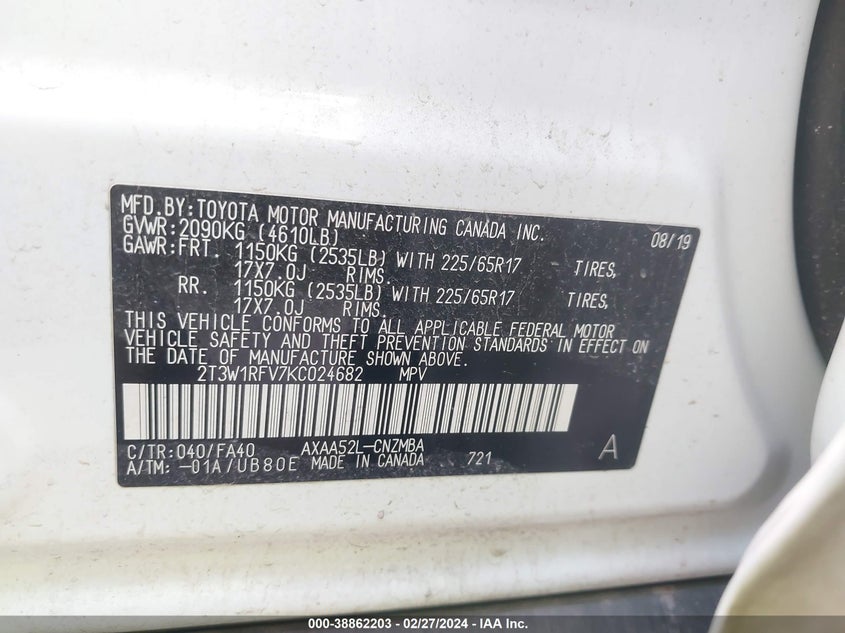 MFD.BY:TOYOTA MOTOR MANUFACTURING CANADA INC. 08/19
GVWR:2090KG (4610LB)
GAWR:FRT. 1150KG (2535LB) WITH 225/65R17 TIRES,
17X7.0J RIMS.
RR. 1150KG (2535LB) WITH 225/65R17 TIRES,
17X7.0J RIMS.
THIS VEHICLE CONFORMS TO ALL APPLICABLE FEDERAL MOTOR
VEHICLE SAFETY AND THEFT PREVENTION STANDARDS IN EFFECT ON
THE DATE OF MANUFACTURE SHOWN ABOVE.
2T3W1RFV7KC024682 MPV
C/TR:040/FA40 AXAA52L-CNZMBA A
A/TM:-01A/UB80E MADE IN CANADA 721
000-38862203 - 02/27/2024 - IAA Inc.